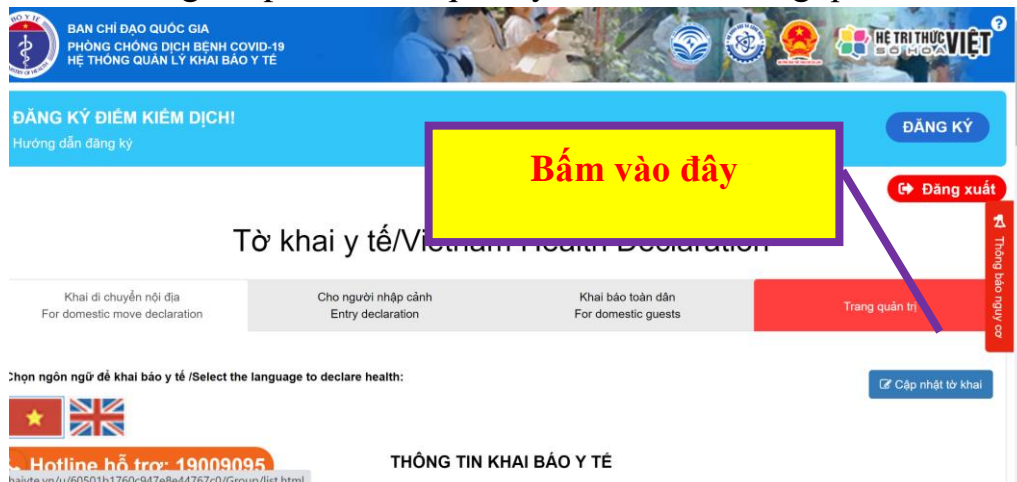 BAN CHỈ ĐẠO QUỐC GIA
PHÒNG CHỐNG DỊCH BỆNH COVID-19
HỆ THỐNG QUẢN LÝ KHAI BÁO Y TẾ
HỆ TRI THỨC VIỆT
SỐ HOÁ
?
ĐĂNG KÝ ĐIỂM KIỂM DỊCH!
Hướng dẫn đăng ký
ĐĂNG KÝ
Bấm vào đây
Đăng xuất
Tờ khai y tế/Vietnam Health Declaration
Thông báo nguy cơ
Khai di chuyển nội địa
For domestic move declaration
Cho người nhập cảnh
Entry declaration
Khai báo toàn dân
For domestic guests
Trang quản trị
Chọn ngôn ngữ để khai báo y tế /Select the language to declare health:
Cập nhật tờ khai
Hotline hỗ trợ: 19009095
THÔNG TIN KHAI BÁO Y TẾ